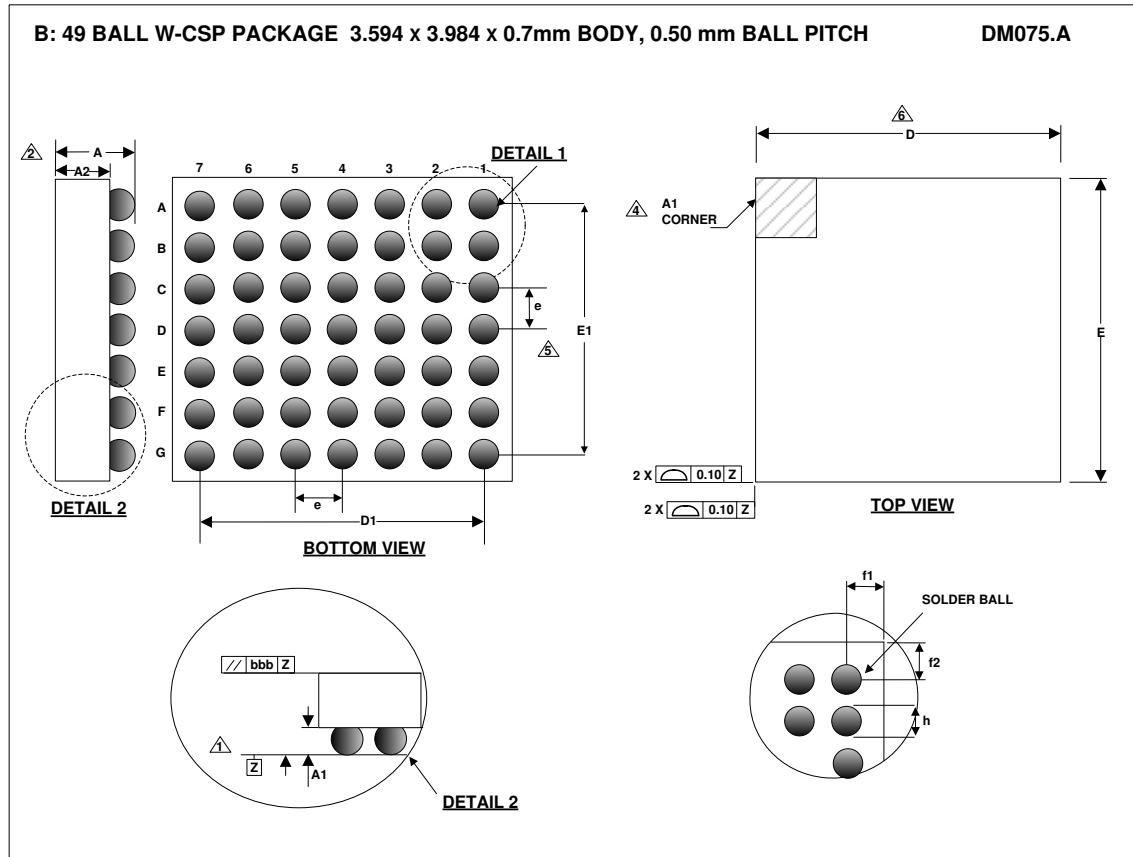 B: 49 BALL W-CSP PACKAGE 3.594 x 3.984 x 0.7mm BODY, 0.50 mm BALL PITCH DM075.A
2 A
A2
7 6 5 4 3 2 1
DETAIL 1
A
B
C
D
E
F
G
e
E1
5
e
D1
DETAIL 2
BOTTOM VIEW
6
D
4 A1
CORNER
E
2 X 0.10 Z
2 X 0.10 Z
TOP VIEW
// bbb Z
1
Z
A1
DETAIL 2
f1
SOLDER BALL
f2
h